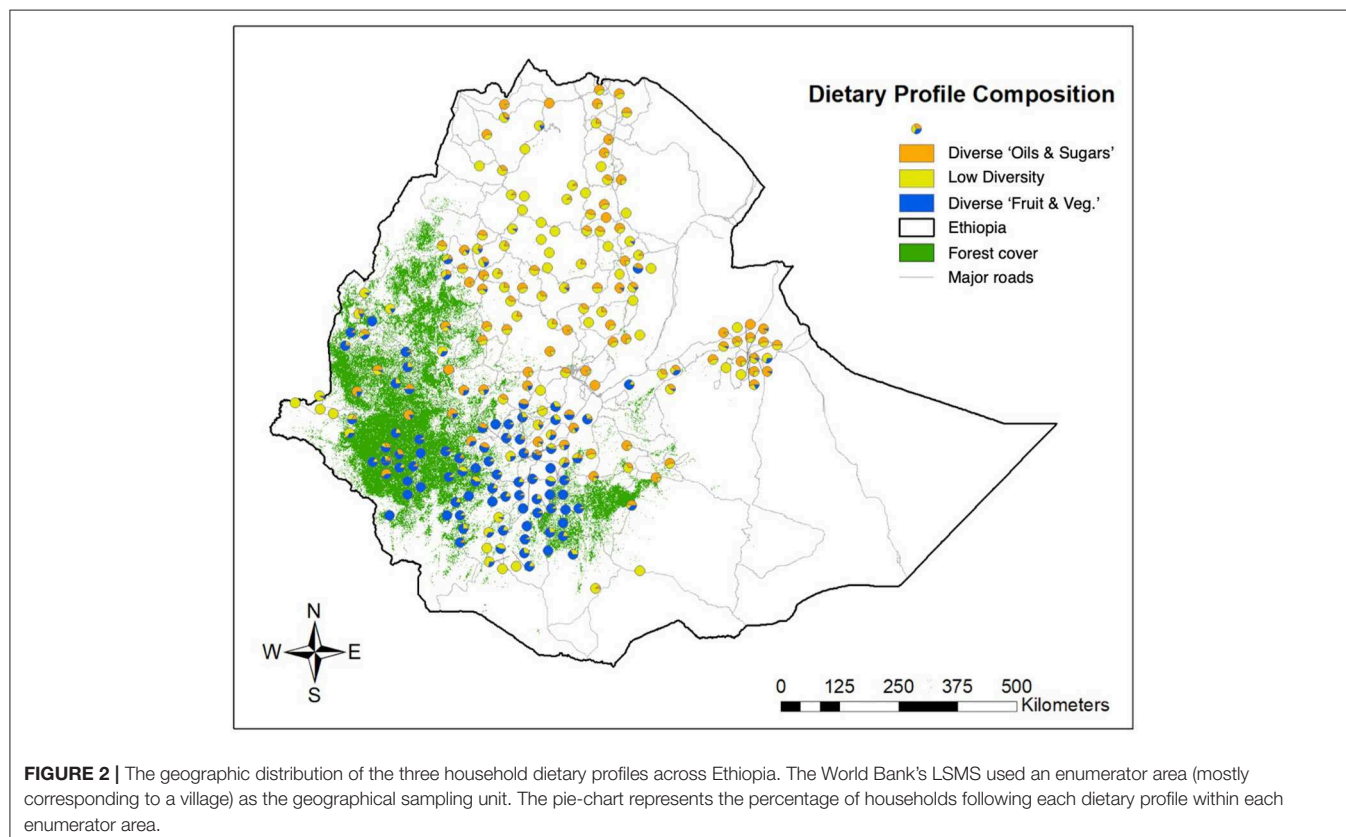 Dietary Profile Composition
Diverse ‘Oils & Sugars’
Low Diversity
Diverse ‘Fruit & Veg.’
Ethiopia
Forest cover
Major roads
N
W E
S
0 125 250 375 500
Kilometers
FIGURE 2 | The geographic distribution of the three household dietary profiles across Ethiopia. The World Bank’s LSMS used an enumerator area (mostly
corresponding to a village) as the geographical sampling unit. The pie-chart represents the percentage of households following each dietary profile within each
enumerator area.